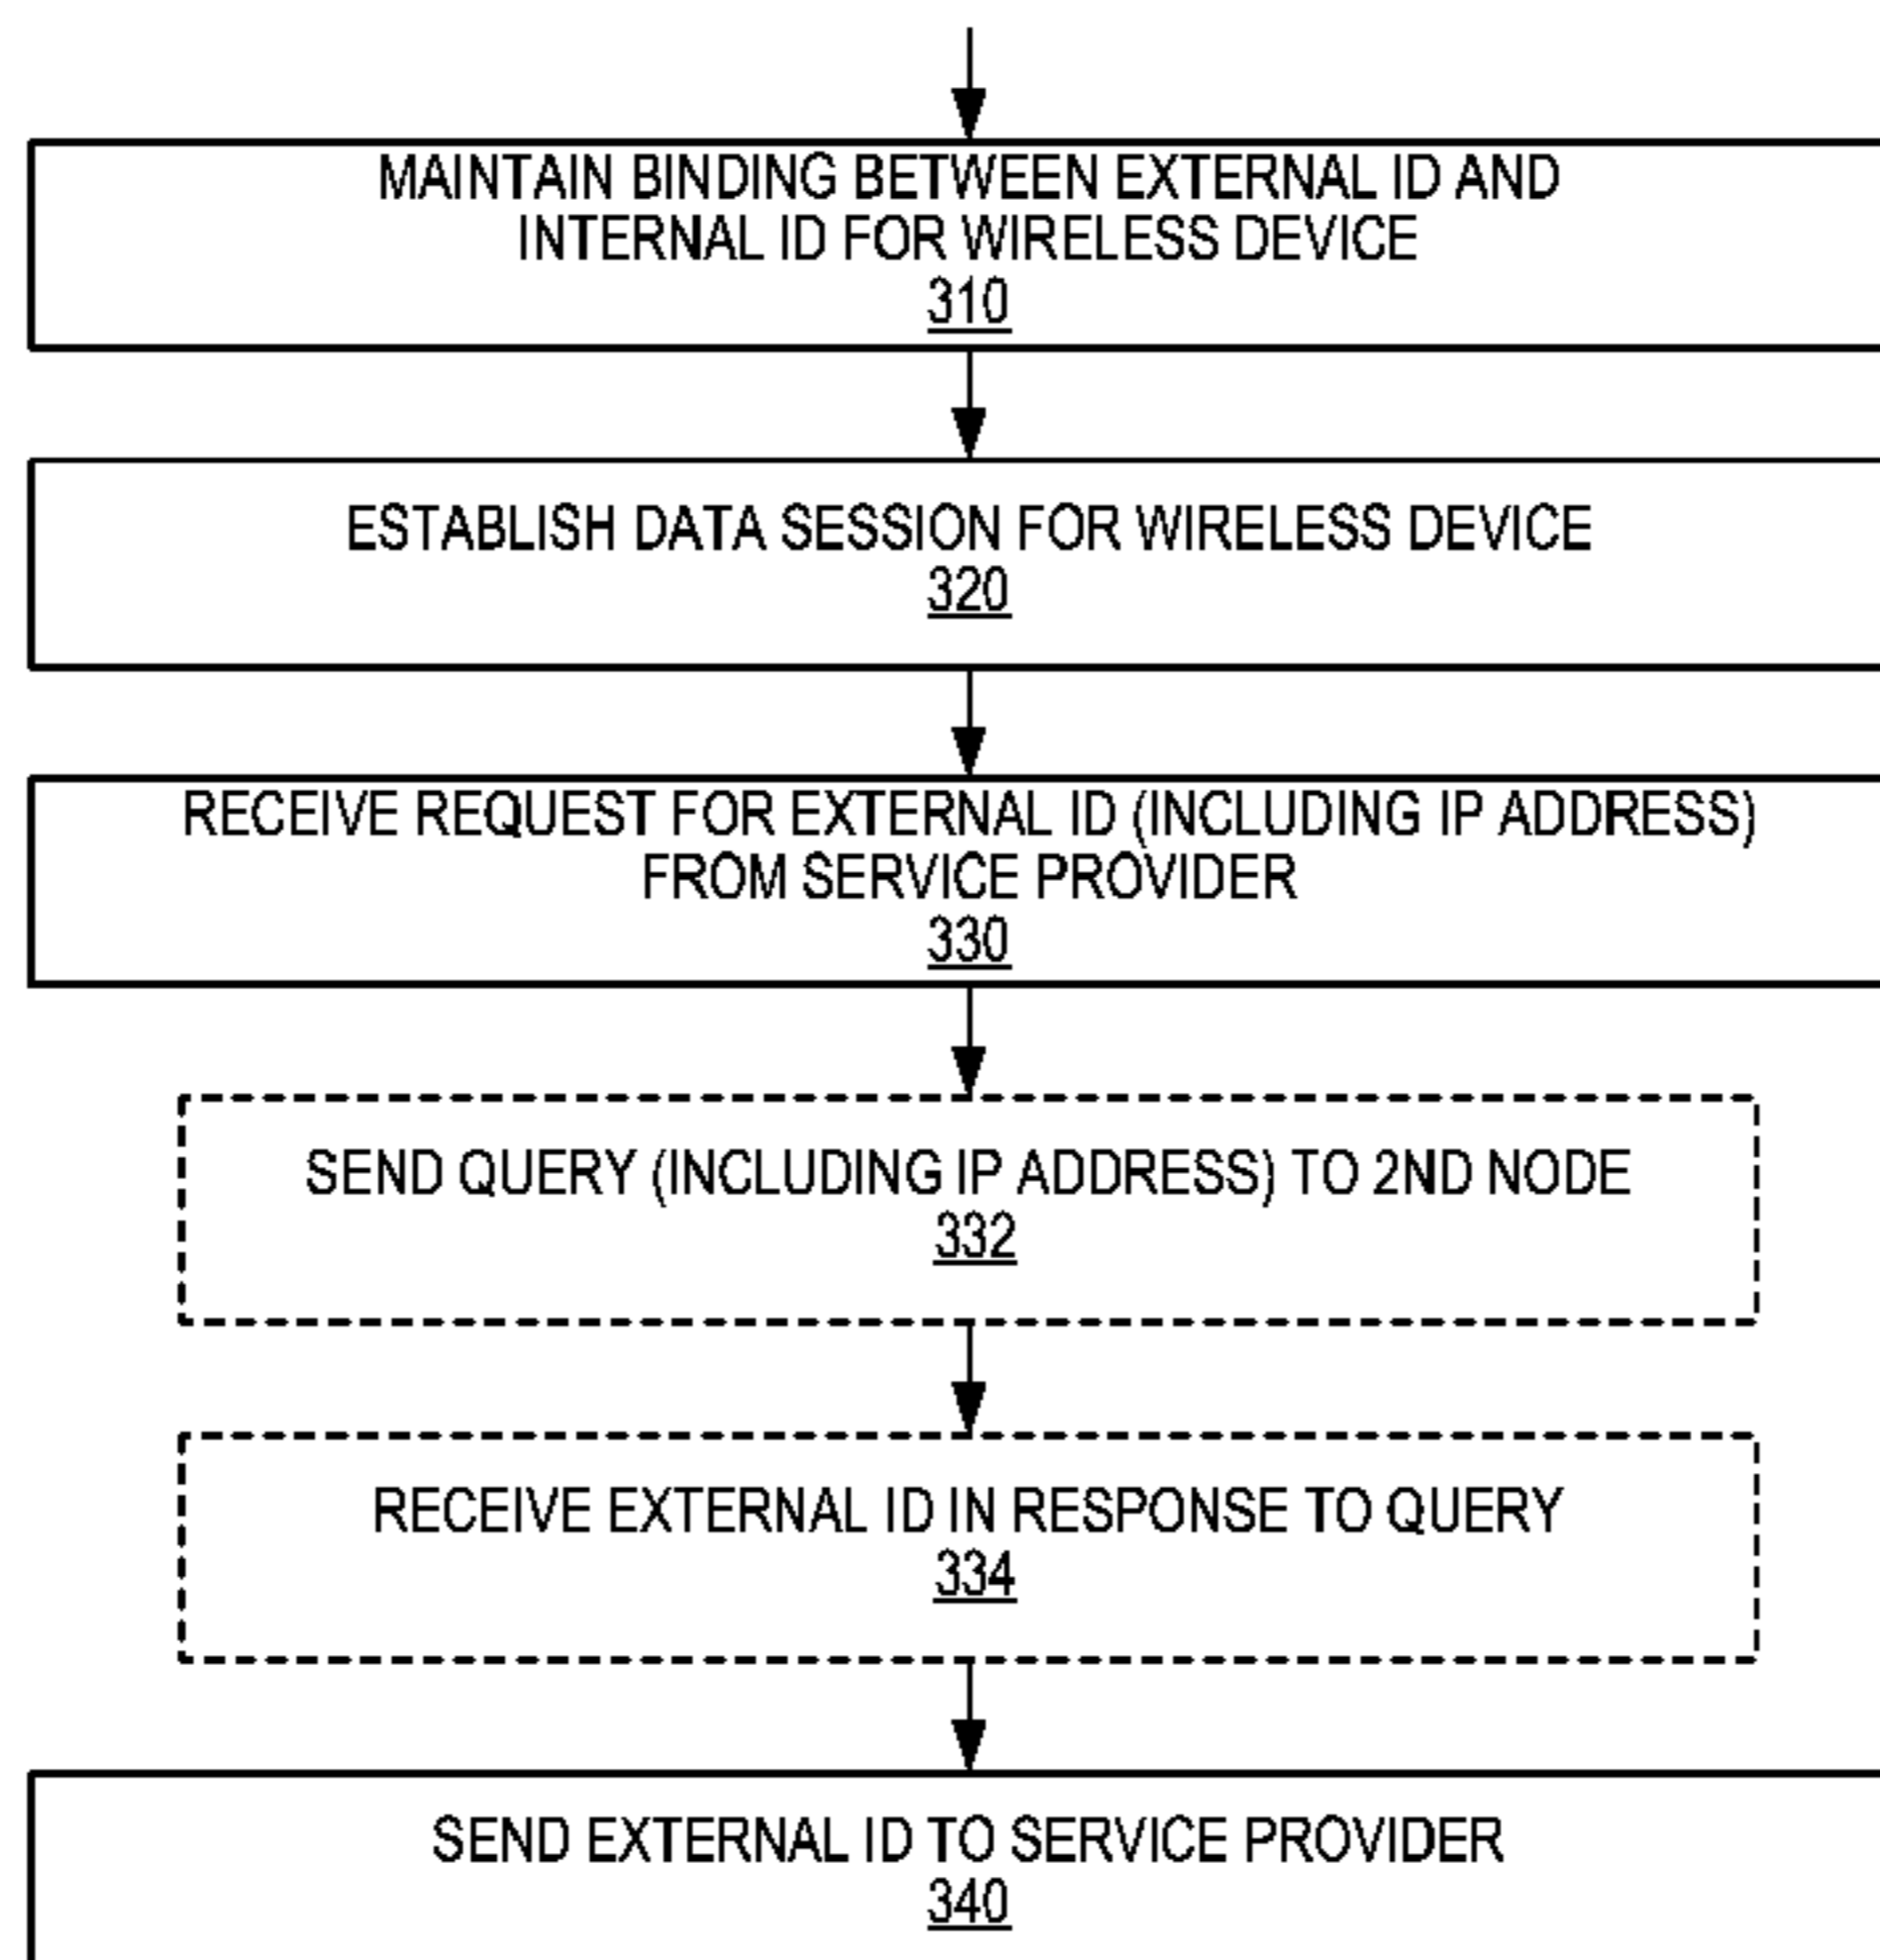 MAINTAIN BINDING BETWEEN EXTERNAL ID AND
INTERNAL ID FOR WIRELESS DEVICE
310
ESTABLISH DATA SESSION FOR WIRELESS DEVICE
320
RECEIVE REQUEST FOR EXTERNAL ID (INCLUDING IP ADDRESS)
FROM SERVICE PROVIDER
330
SEND QUERY (INCLUDING IP ADDRESS) TO 2ND NODE
332
RECEIVE EXTERNAL ID IN RESPONSE TO QUERY
334
SEND EXTERNAL ID TO SERVICE PROVIDER
340